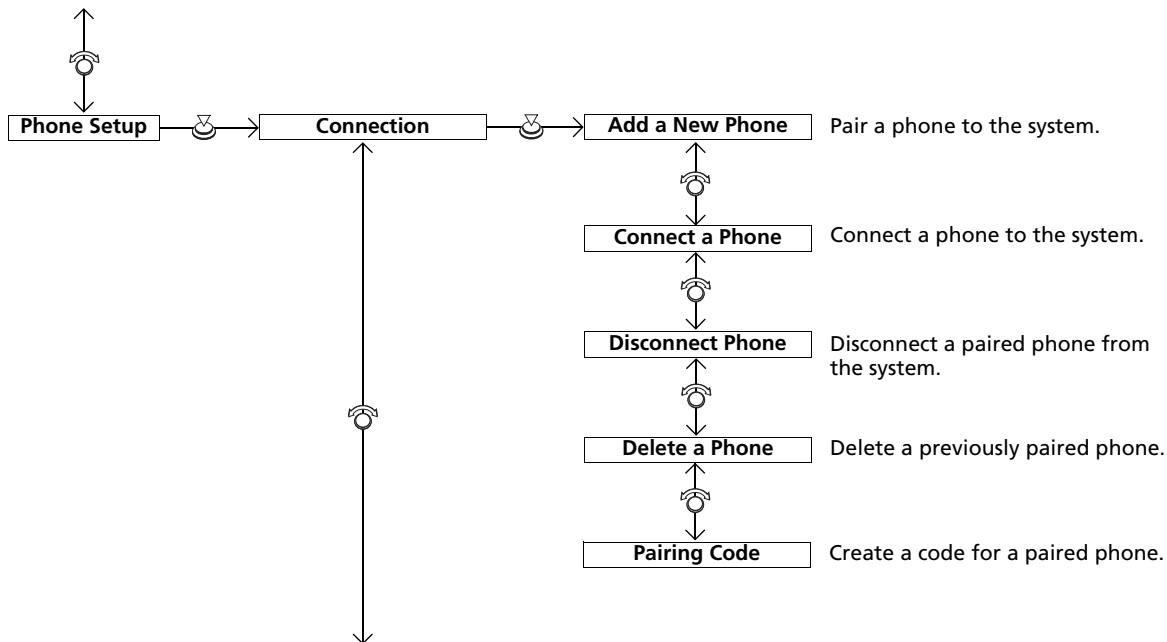 Phone Setup
Connection
Add a New Phone
Pair a phone to the system.
Connect a Phone
Connect a phone to the system.
Disconnect Phone
Disconnect a paired phone from
the system.
Delete a Phone
Delete a previously paired phone.
Pairing Code
Create a code for a paired phone.